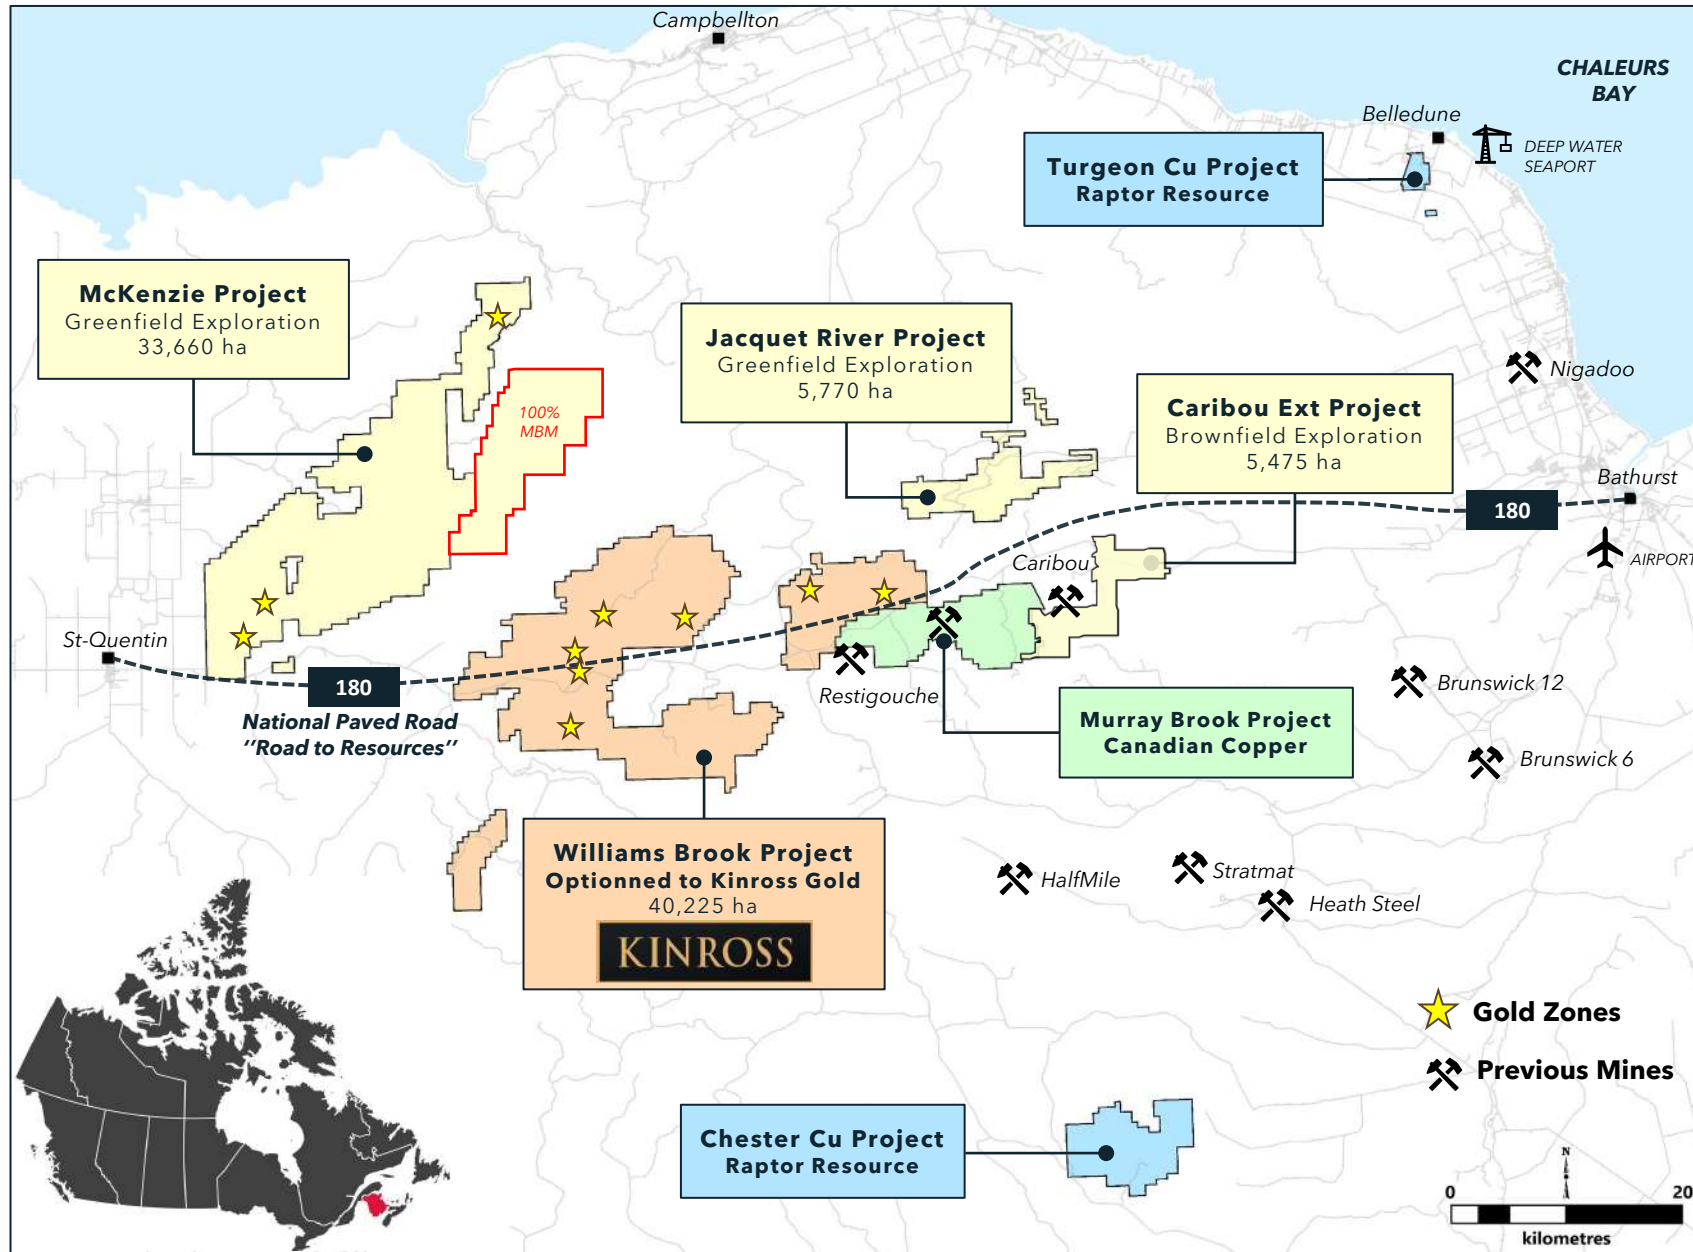 Campbellton
CHALEURS
BAY
Belledune
DEEP WATER
SEAPORT
Turgeon Cu Project
Raptor Resource
McKenzie Project
Greenfield Exploration
33,660 ha
Jacquet River Project
Greenfield Exploration
5,770 ha
Nigadoo
100%
MBM
Caribou Ext Project
Brownfield Exploration
5,475 ha
Bathurst
180
AIRPORT
Caribou
St-Quentin
180
National Paved Road
"Road to Resources"
Restigouche
Brunswick 12
Murray Brook Project
Canadian Copper
Brunswick 6
Williams Brook Project
Optionned to Kinross Gold
40,225 ha
KINROSS
HalfMile
Stratmat
Heath Steel
Gold Zones
Previous Mines
Chester Cu Project
Raptor Resource
N
0 20
kilometres